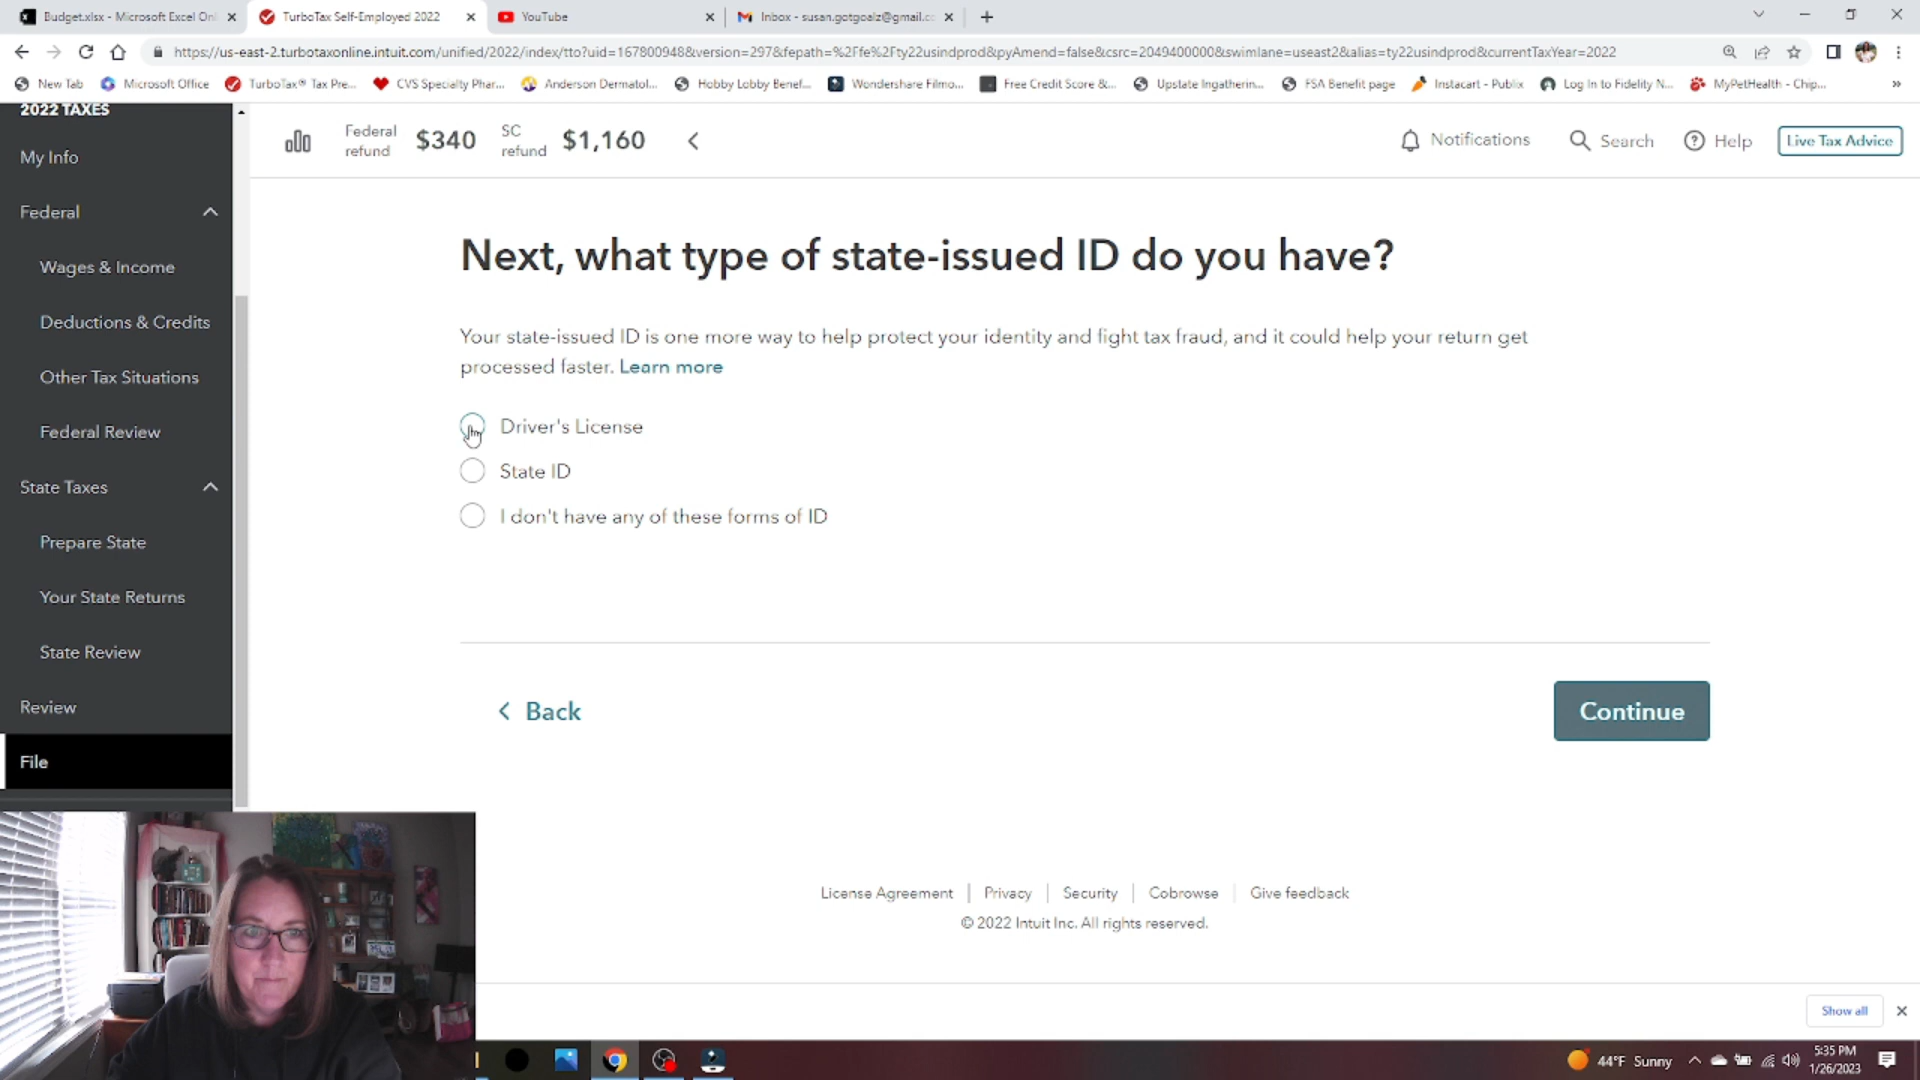 Budget.xlsx - Microsoft Excel Onl
TurboTax Self-Employed 2022
YouTube
Inbox - susan.gotgoalz@gmail.c
https://us-east-2.turbotaxonline.intuit.com/unified/2022/index/tto?uid=167800948&version=297&fepath=%2Ffe%2Fty22usindprod&pyAmend=false&csrc=2049400000&swimlane=useast2&alias=ty22usindprod&currentTaxYear=2022
New Tab
Microsoft Office
TurboTax® Tax Pre...
CVS Specialty Phar...
Anderson Dermatol...
Hobby Lobby Benef...
Wondershare Filmo...
Free Credit Score &...
Upstate Ingatherin...
FSA Benefit page
Instacart - Publix
Log In to Fidelity N...
MyPetHealth - Chip...
»
2022 TAXES
My Info
Federal
Wages & Income
Deductions & Credits
Other Tax Situations
Federal Review
State Taxes
Prepare State
Your State Returns
State Review
Review
File
Federal refund $340
SC refund $1,160
Notifications
Search
Help
Live Tax Advice
Next, what type of state-issued ID do you have?
Your state-issued ID is one more way to help protect your identity and fight tax fraud, and it could help your return get
processed faster. Learn more
Driver's License
State ID
I don't have any of these forms of ID
Back
Continue
License Agreement | Privacy | Security | Cobrowse | Give feedback
© 2022 Intuit Inc. All rights reserved.
Show all
44°F Sunny
5:35 PM
1/26/2023